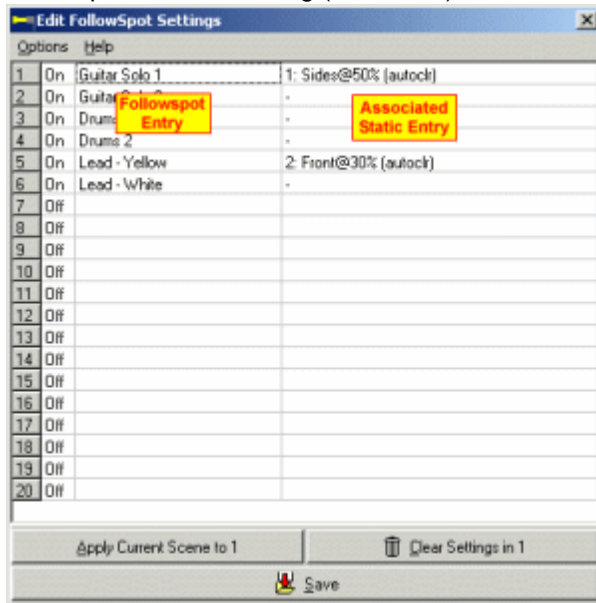 Edit FollowSpot Settings
Options Help
1 On Guitar Solo 1 1: Sides@50% (autoclr)
2 On Guitar -
Followspot
Entry
Associated
Static Entry
3 On Drums -
4 On Drums 2 -
5 On Lead - Yellow 2: Front@30% (autoclr)
6 On Lead - White -
7 Off
8 Off
9 Off
10 Off
11 Off
12 Off
13 Off
14 Off
15 Off
16 Off
17 Off
18 Off
19 Off
20 Off
Apply Current Scene to 1 Clear Settings in 1
Save